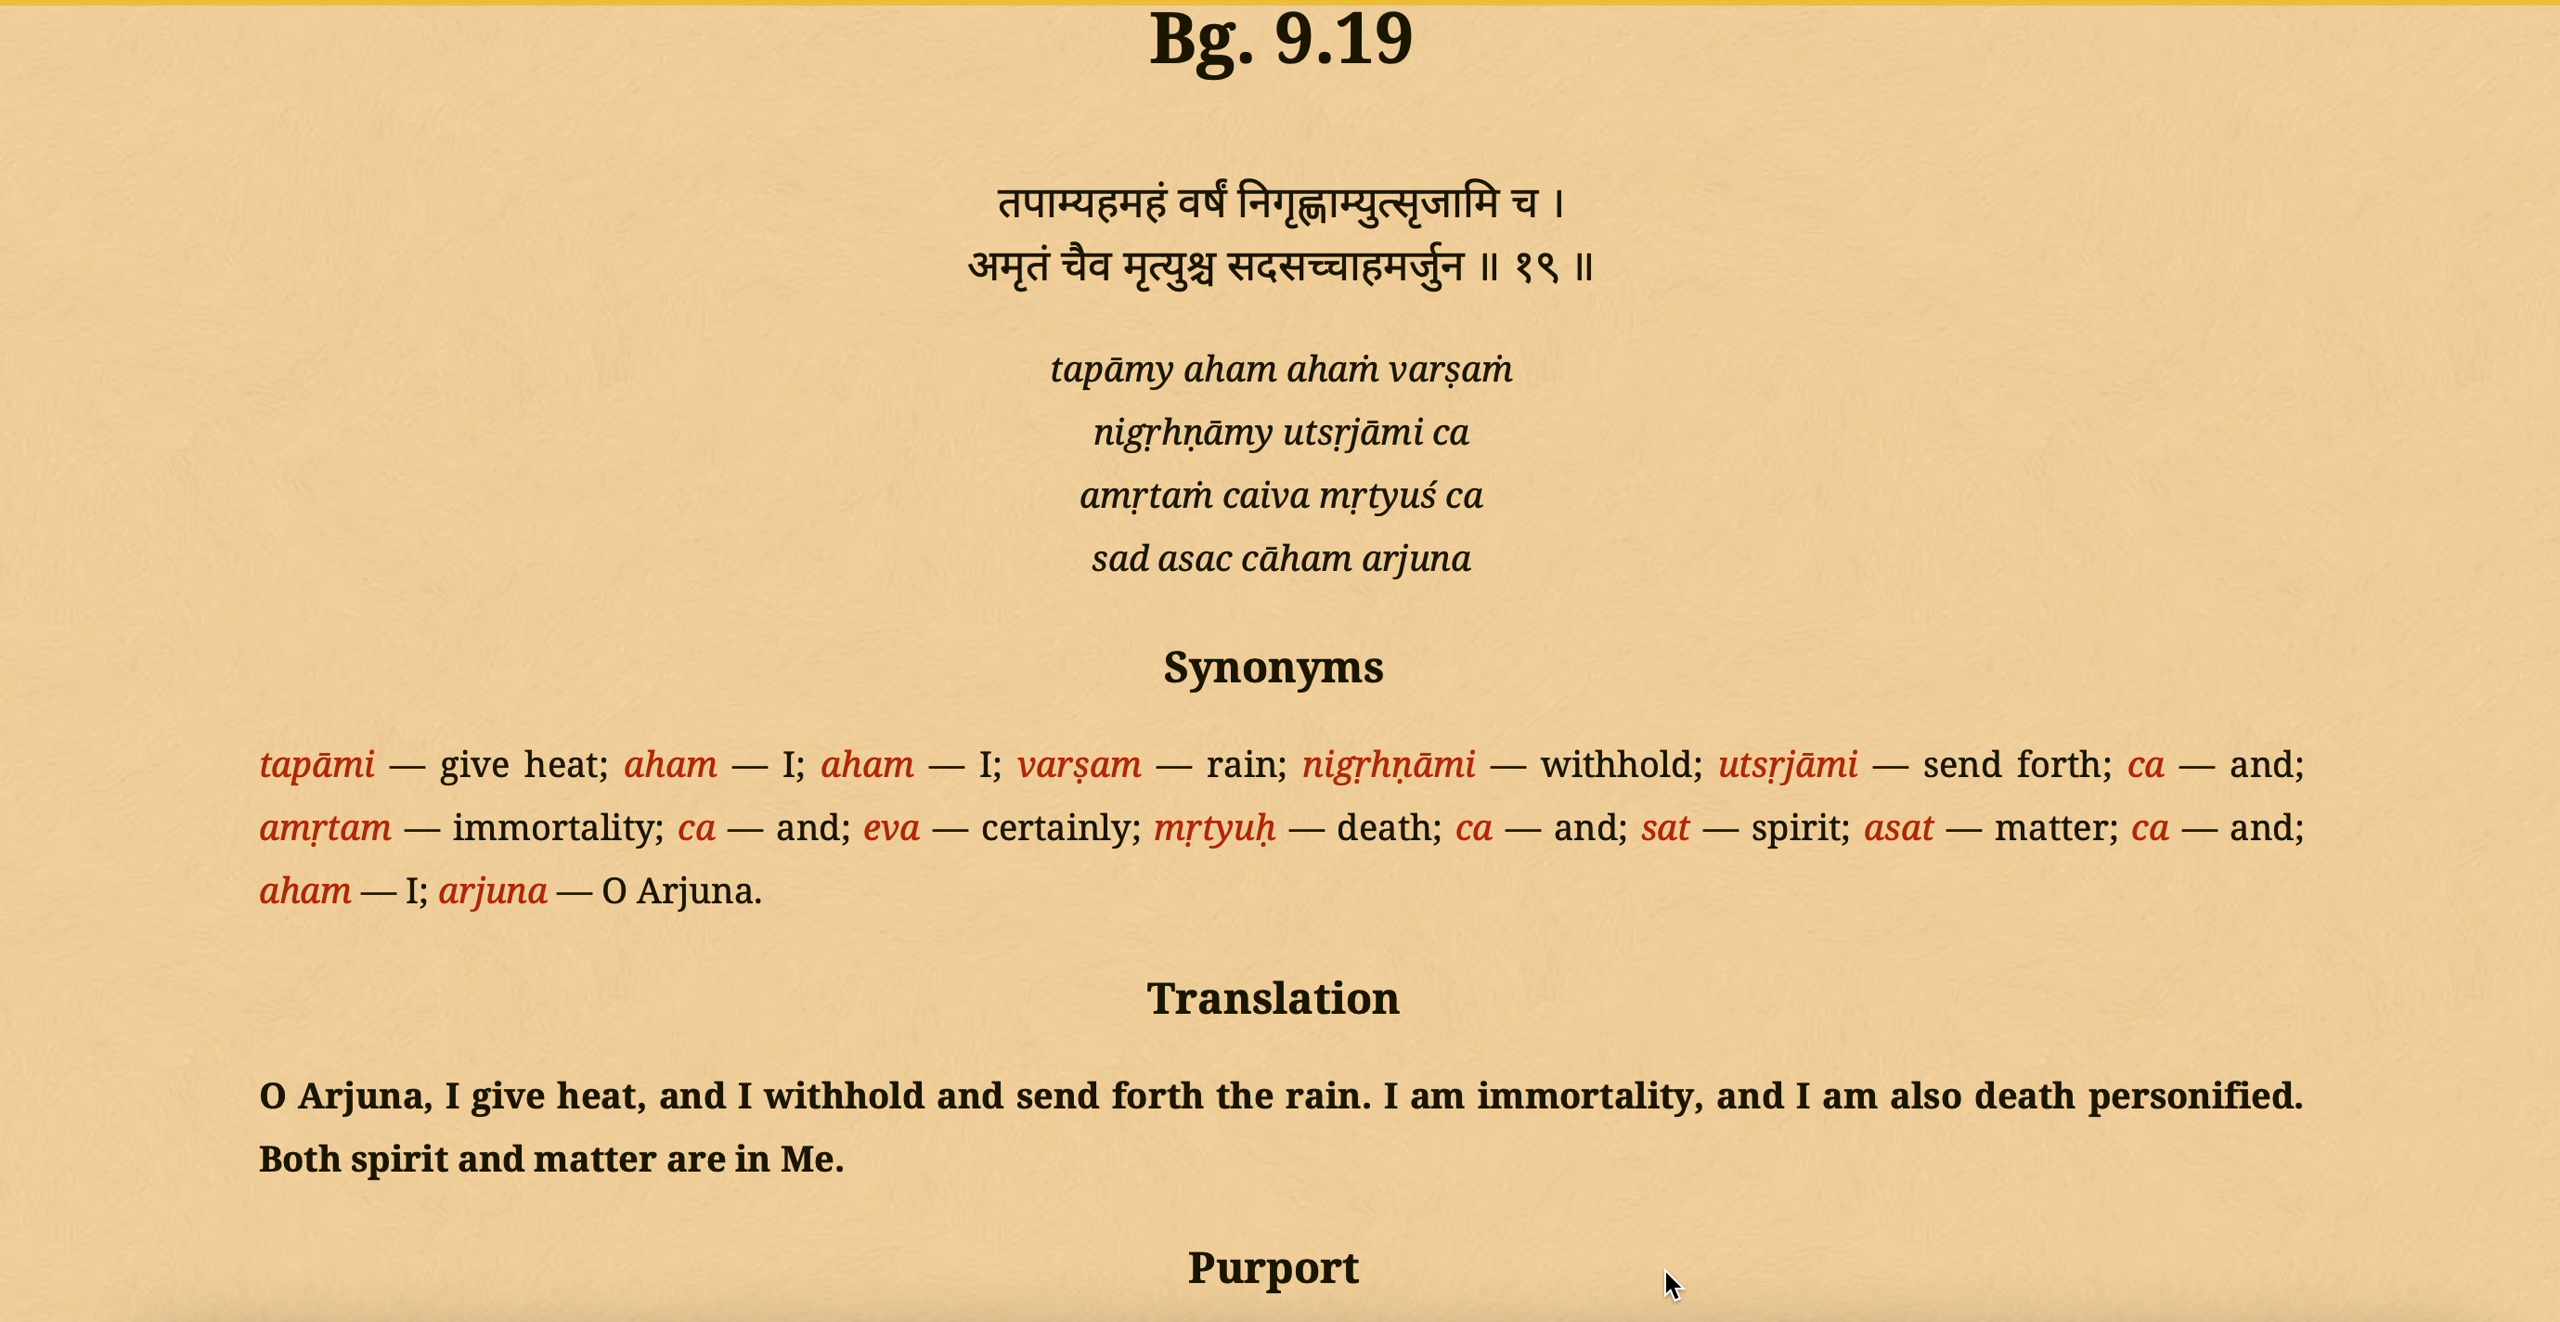 Bg. 9.19
तपाम्यहमहं वर्षं निगृह्णाम्युत्सृजामि च ।
अमृतं चैव मृत्युश्च सदसच्चाहमर्जुन ॥ १९ ॥
tapāmy aham ahaṁ varṣaṁ
nigṛhṇāmy utsṛjāmi ca
amṛtaṁ caiva mṛtyuś ca
sad asac cāham arjuna
Synonyms
tapāmi — give heat; aham — I; aham — I; varṣam — rain; nigṛhṇāmi — withhold; utsṛjāmi — send forth; ca — and;
amṛtam — immortality; ca — and; eva — certainly; mṛtyuḥ — death; ca — and; sat — spirit; asat — matter; ca — and;
aham — I; arjuna — O Arjuna.
Translation
O Arjuna, I give heat, and I withhold and send forth the rain. I am immortality, and I am also death personified.
Both spirit and matter are in Me.
Purport